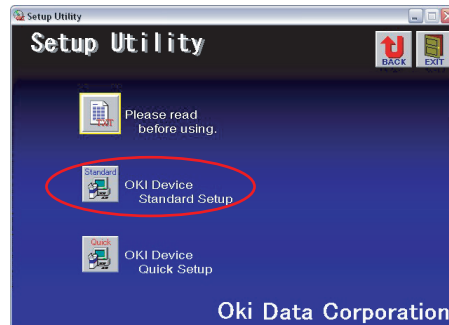 Setup Utility
Setup Utility
BACK
EXIT
TXT
Please read
before using.
Standard
OKI Device
Standard Setup
Quick
OKI Device
Quick Setup
Oki Data Corporation